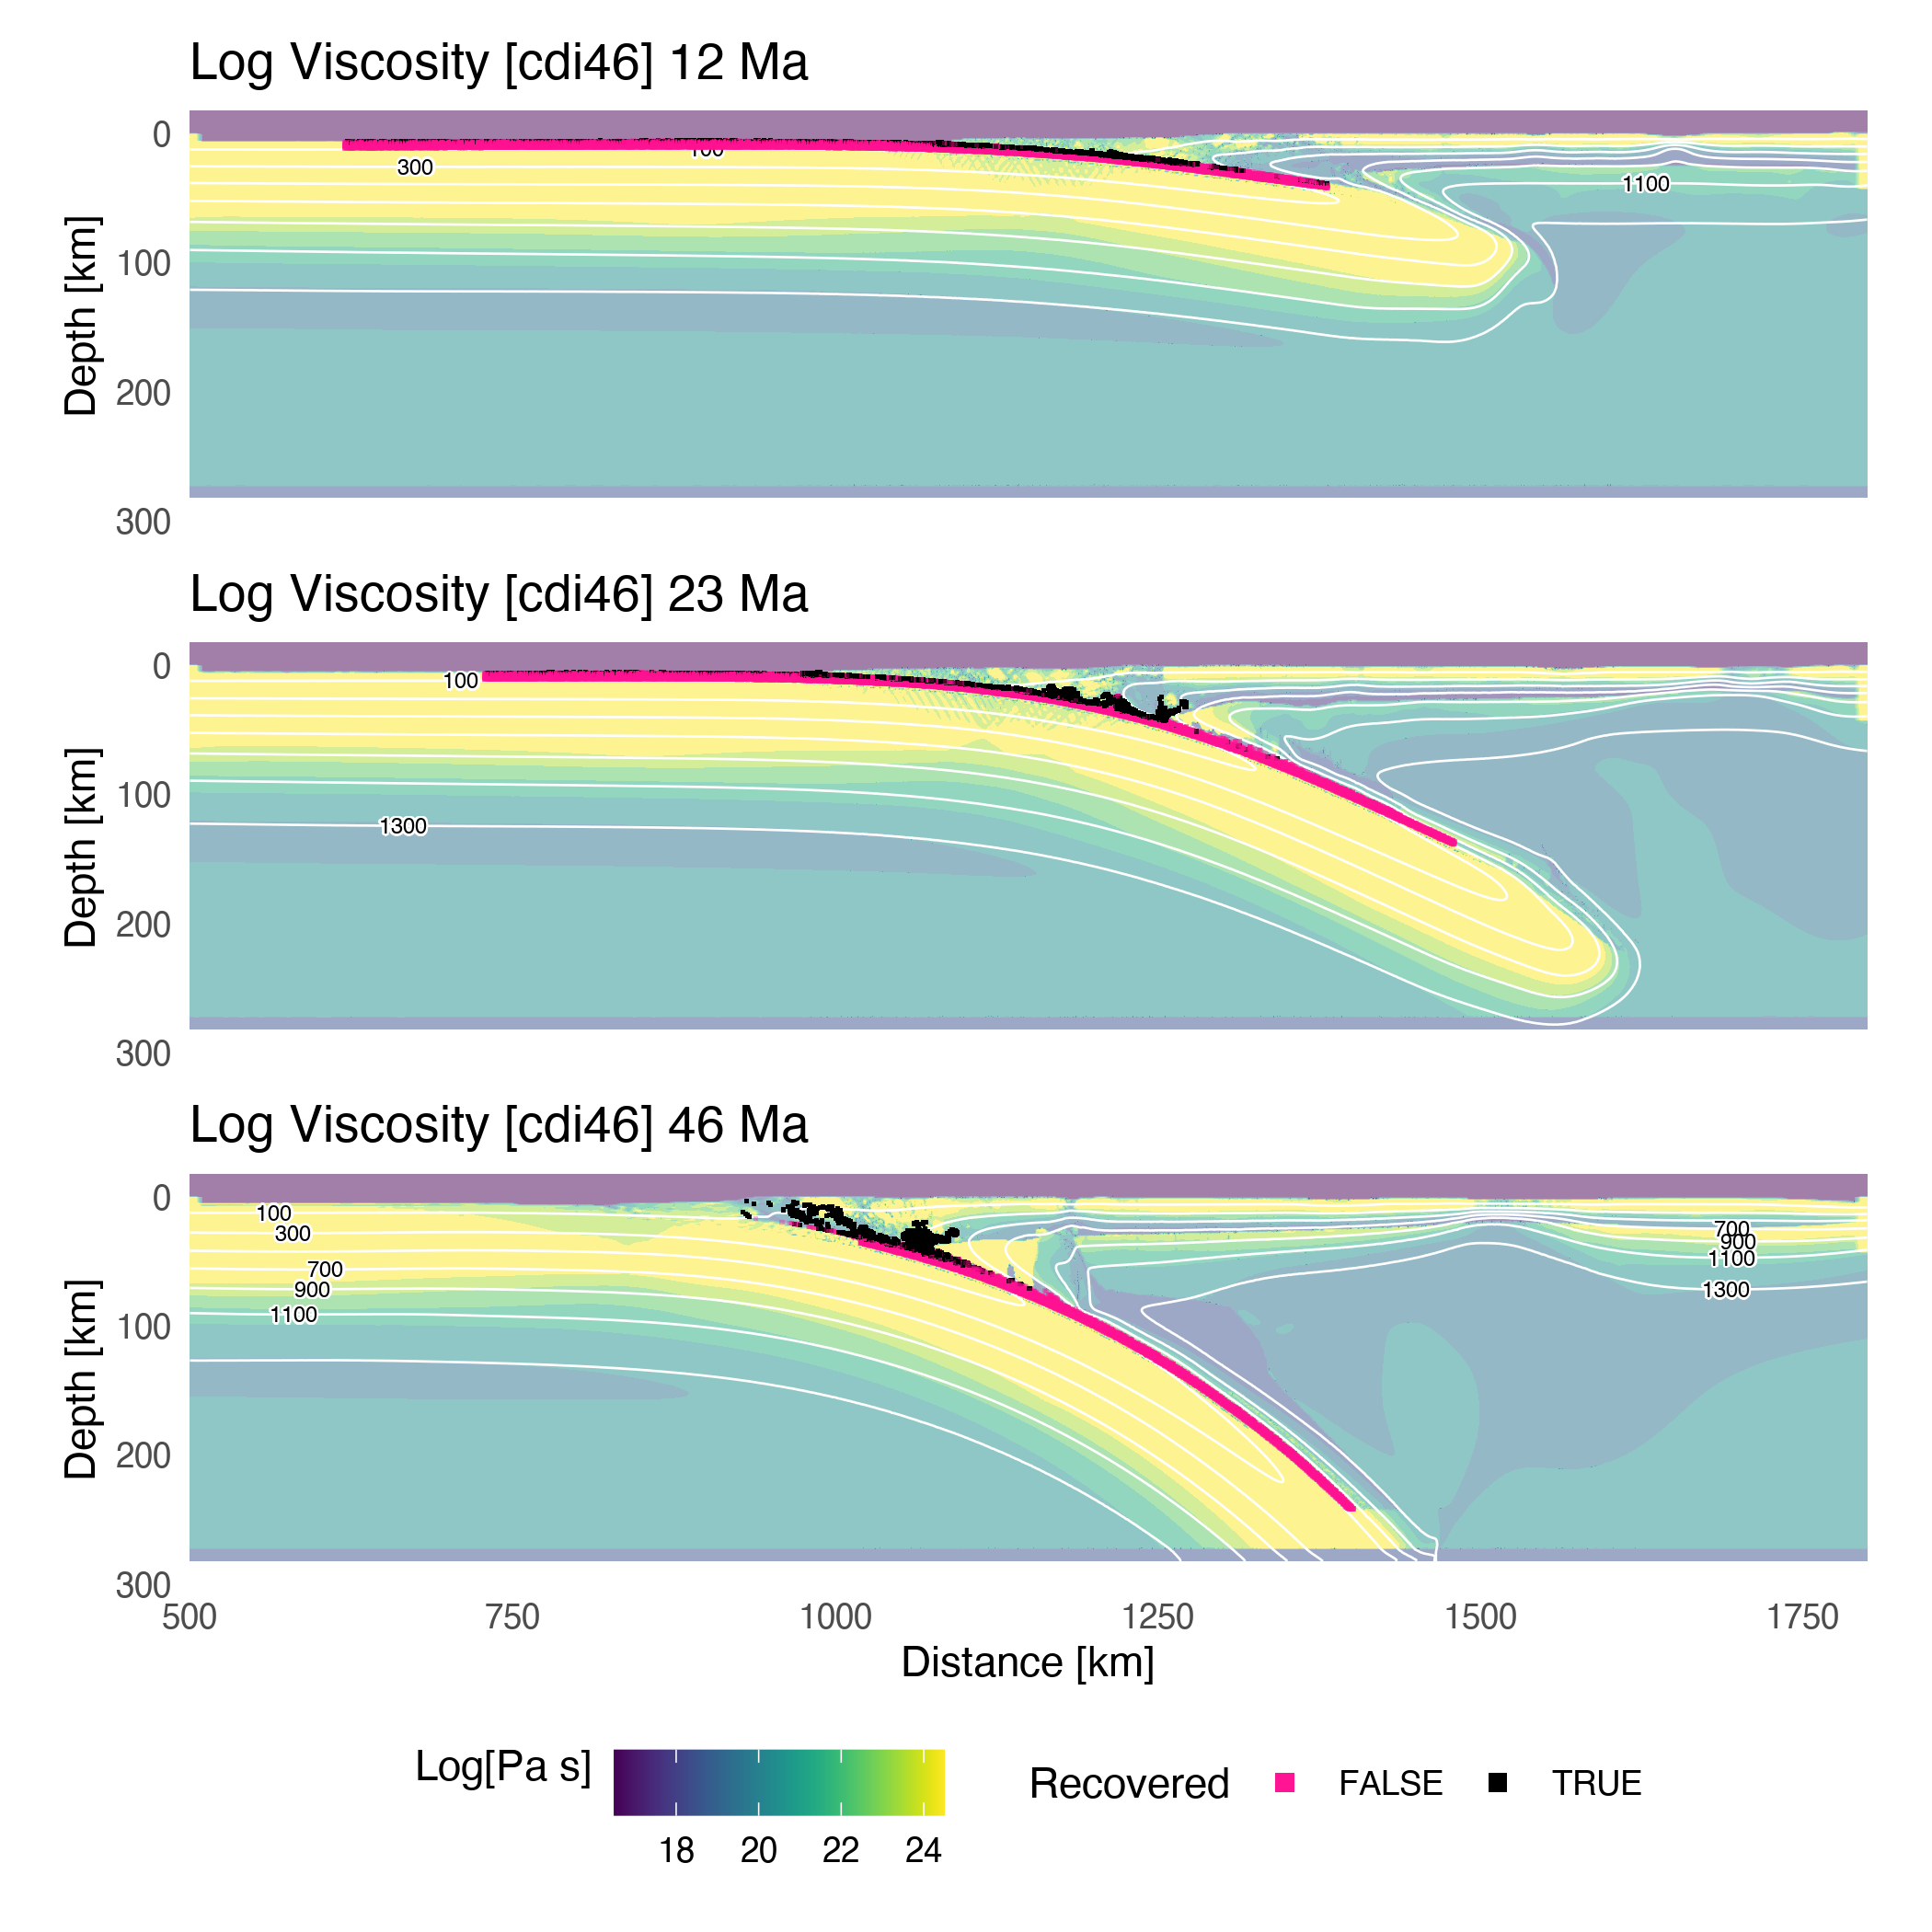 Log Viscosity [cdi46] 12 Ma
0
100
300
1100
100
200
300
Depth [km]
Log Viscosity [cdi46] 23 Ma
0
100
100
1300
200
300
Depth [km]
Log Viscosity [cdi46] 46 Ma
0
100
300
700
900
1100
700
900
1100
1300
100
200
300
Depth [km]
500 750 1000 1250 1500 1750
Distance [km]
Log[Pa s]
18 20 22 24
Recovered FALSE TRUE